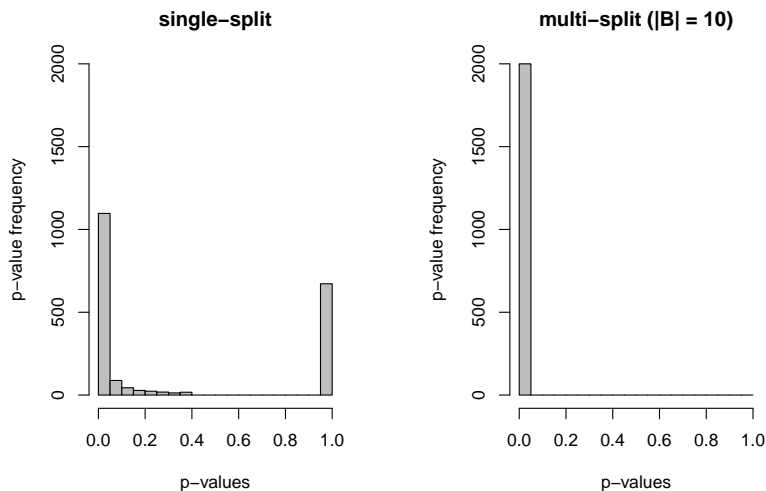 single−split
multi−split (|B| = 10)
p−value frequency
2000
1500
1000
500
0
0.0 0.2 0.4 0.6 0.8 1.0
p−values
p−value frequency
2000
1500
1000
500
0
0.0 0.2 0.4 0.6 0.8 1.0
p−values